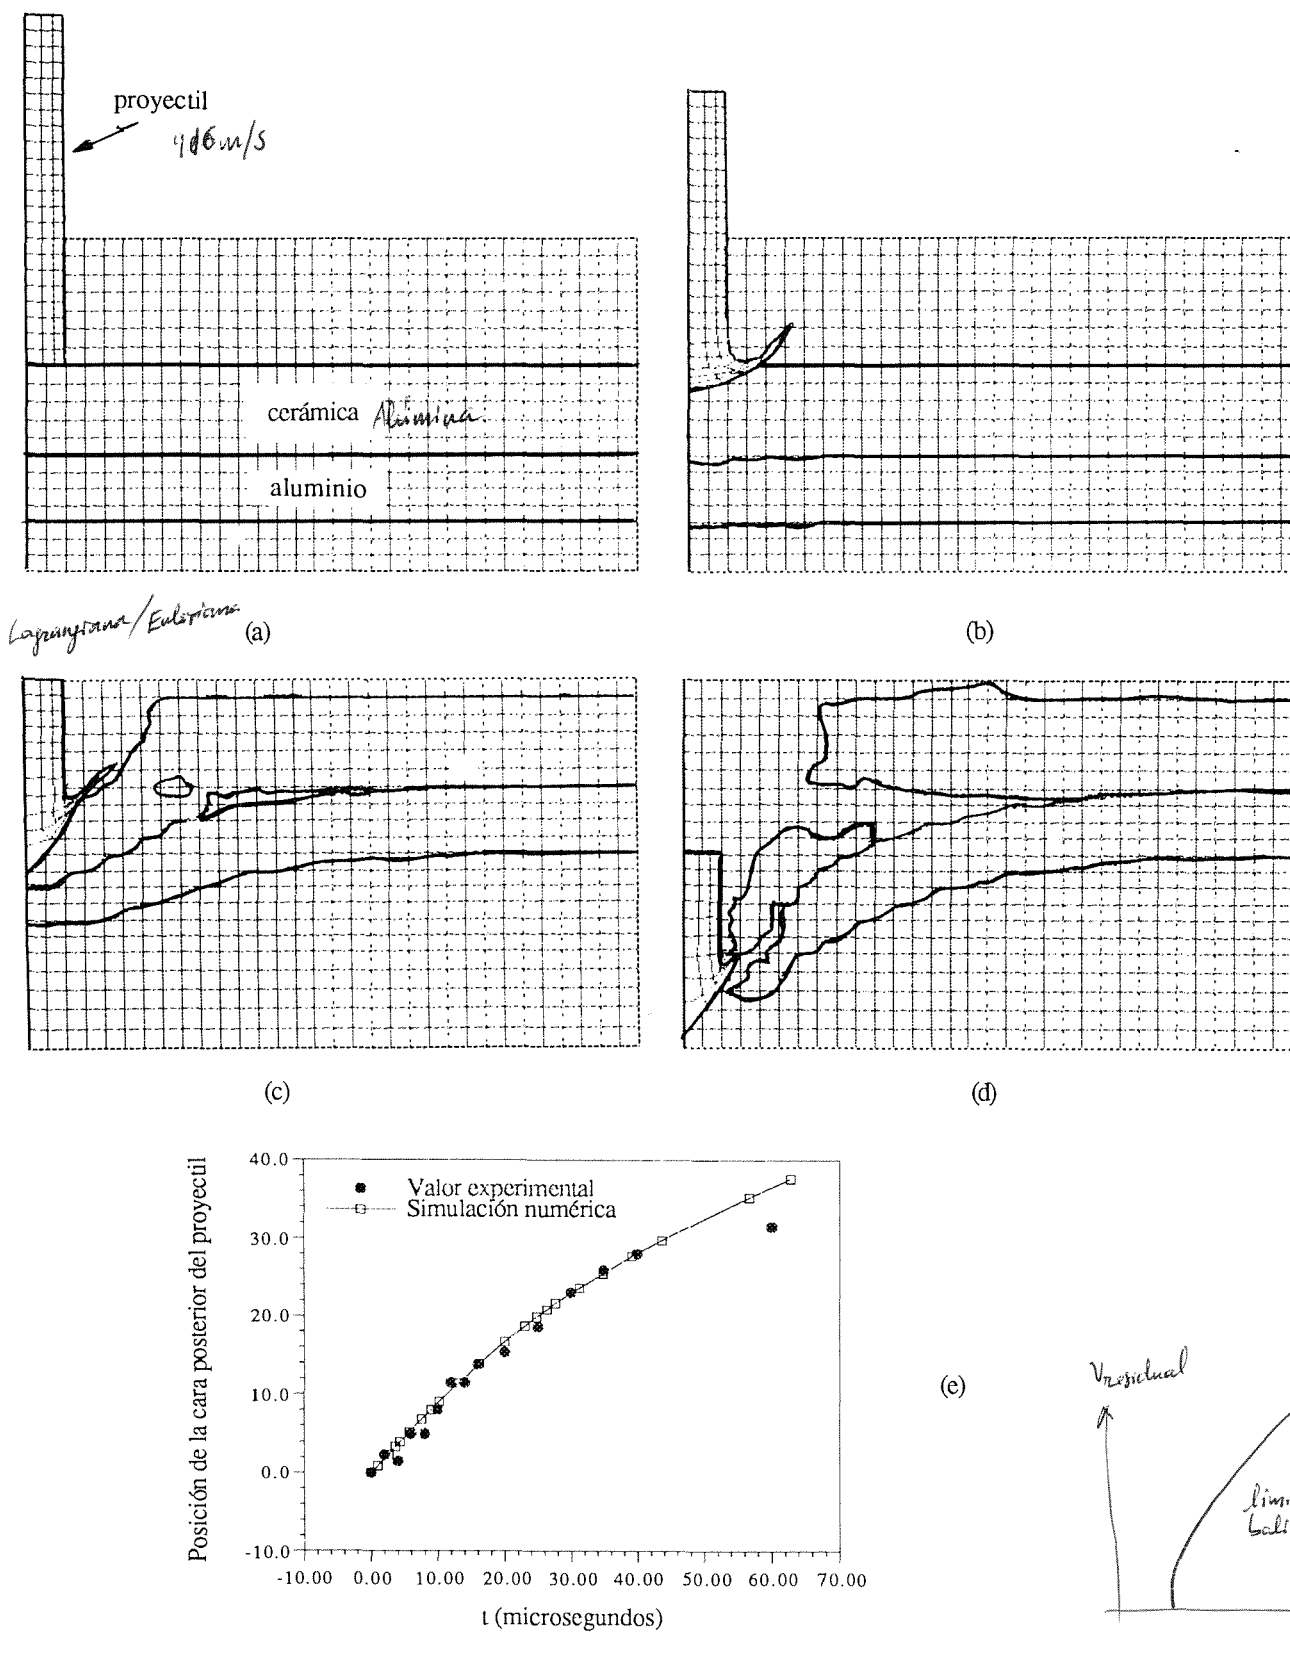 proyectil
m/s
cerámica Alúmina
aluminio
Lagrangiana/Euleriana
(a)
(b)
(c)
(d)
Posición de la cara posterior del proyectil
40.0
30.0
20.0
10.0
0.0
-10.0
Valor experimental
Simulación numérica
-10.00 0.00 10.00 20.00 30.00 40.00 50.00 60.00 70.00
t (microsegundos)
(e)
Vresidual